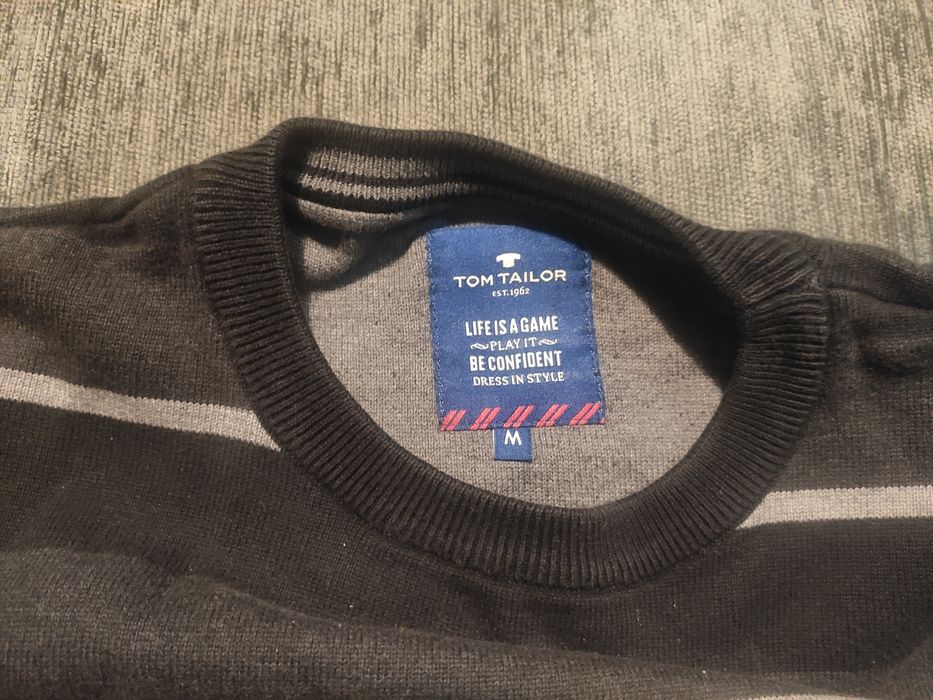 TOM TAILOR
EST. 1962
LIFE IS A GAME
PLAY IT
BE CONFIDENT
DRESS IN STYLE
M